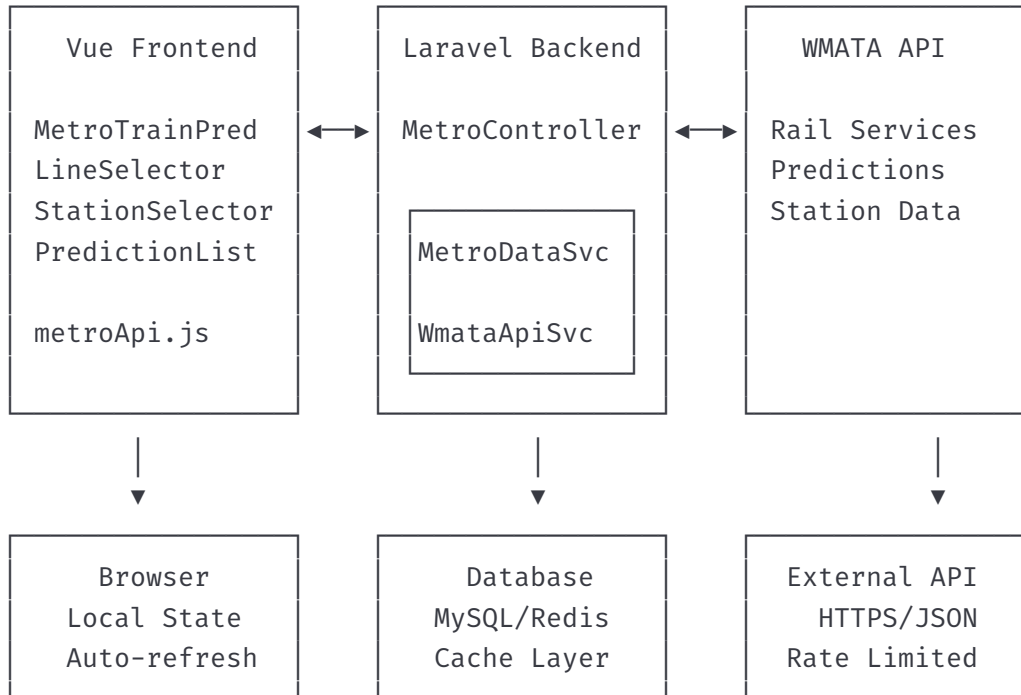 Vue Frontend
MetroTrainPred
LineSelector
StationSelector
PredictionList
metroApi.js
Laravel Backend
MetroController
MetroDataSvc
WmataApiSvc
WMATA API
Rail Services
Predictions
Station Data
Browser
Local State
Auto-refresh
Database
MySQL/Redis
Cache Layer
External API
HTTPS/JSON
Rate Limited